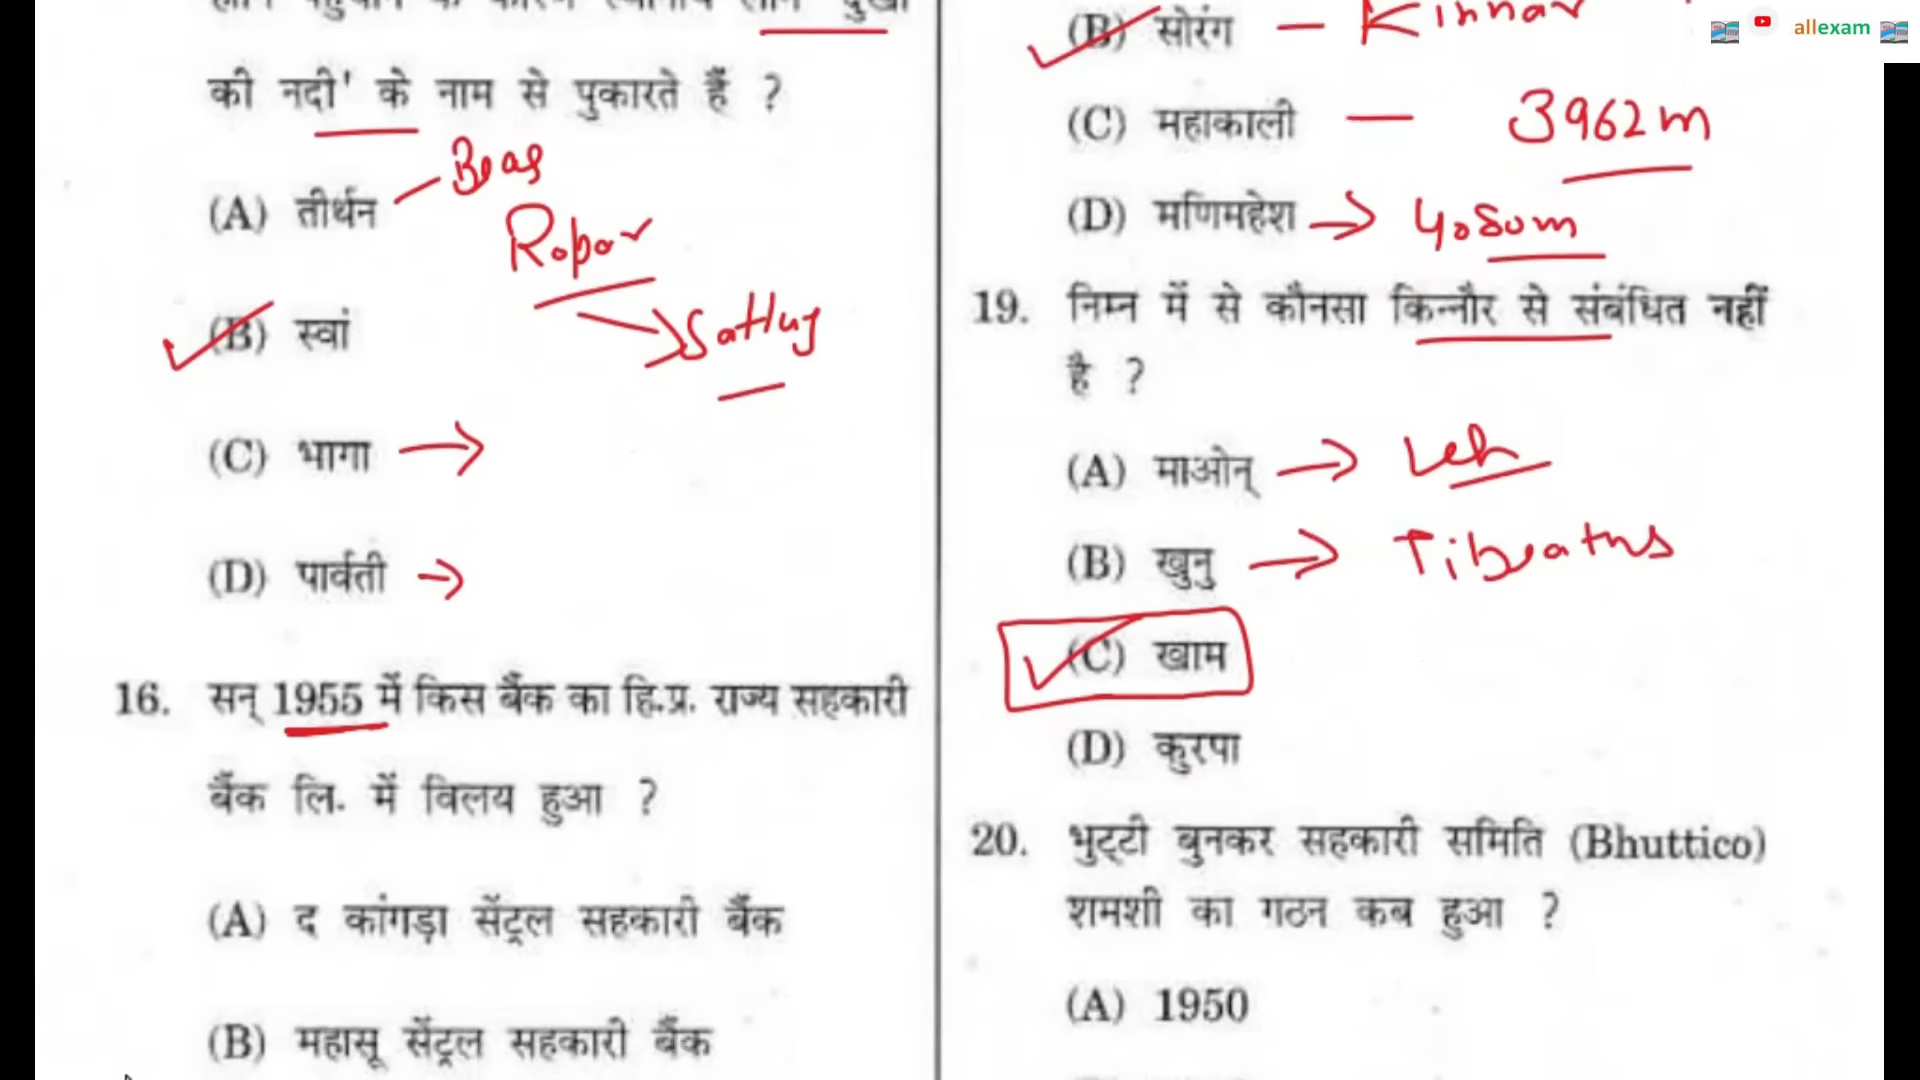 की नदी' के नाम से पुकारते हैं ?
(A) तीर्थन Beas
Ropar
(B) स्वां Satluj
(C) भागा
(D) पार्वती
16. सन् 1955 में किस बैंक का हि.प्र. राज्य सहकारी
बैंक लि. में विलय हुआ ?
(A) द कांगड़ा सेंट्रल सहकारी बैंक
(B) महासू सेंट्रल सहकारी बैंक
(B) सोरंग – Kinnar
allexam
(C) महाकाली – 3962m
(D) मणिमहेश → 4080m
19. निम्न में से कौनसा किन्नौर से संबंधित नहीं
है ?
(A) माओन् → Leh
(B) खुनु →
(C) खाम
(D) कुरपा
20. भुट्टी बुनकर सहकारी समिति (Bhuttico)
शमशी का गठन कब हुआ ?
(A) 1950